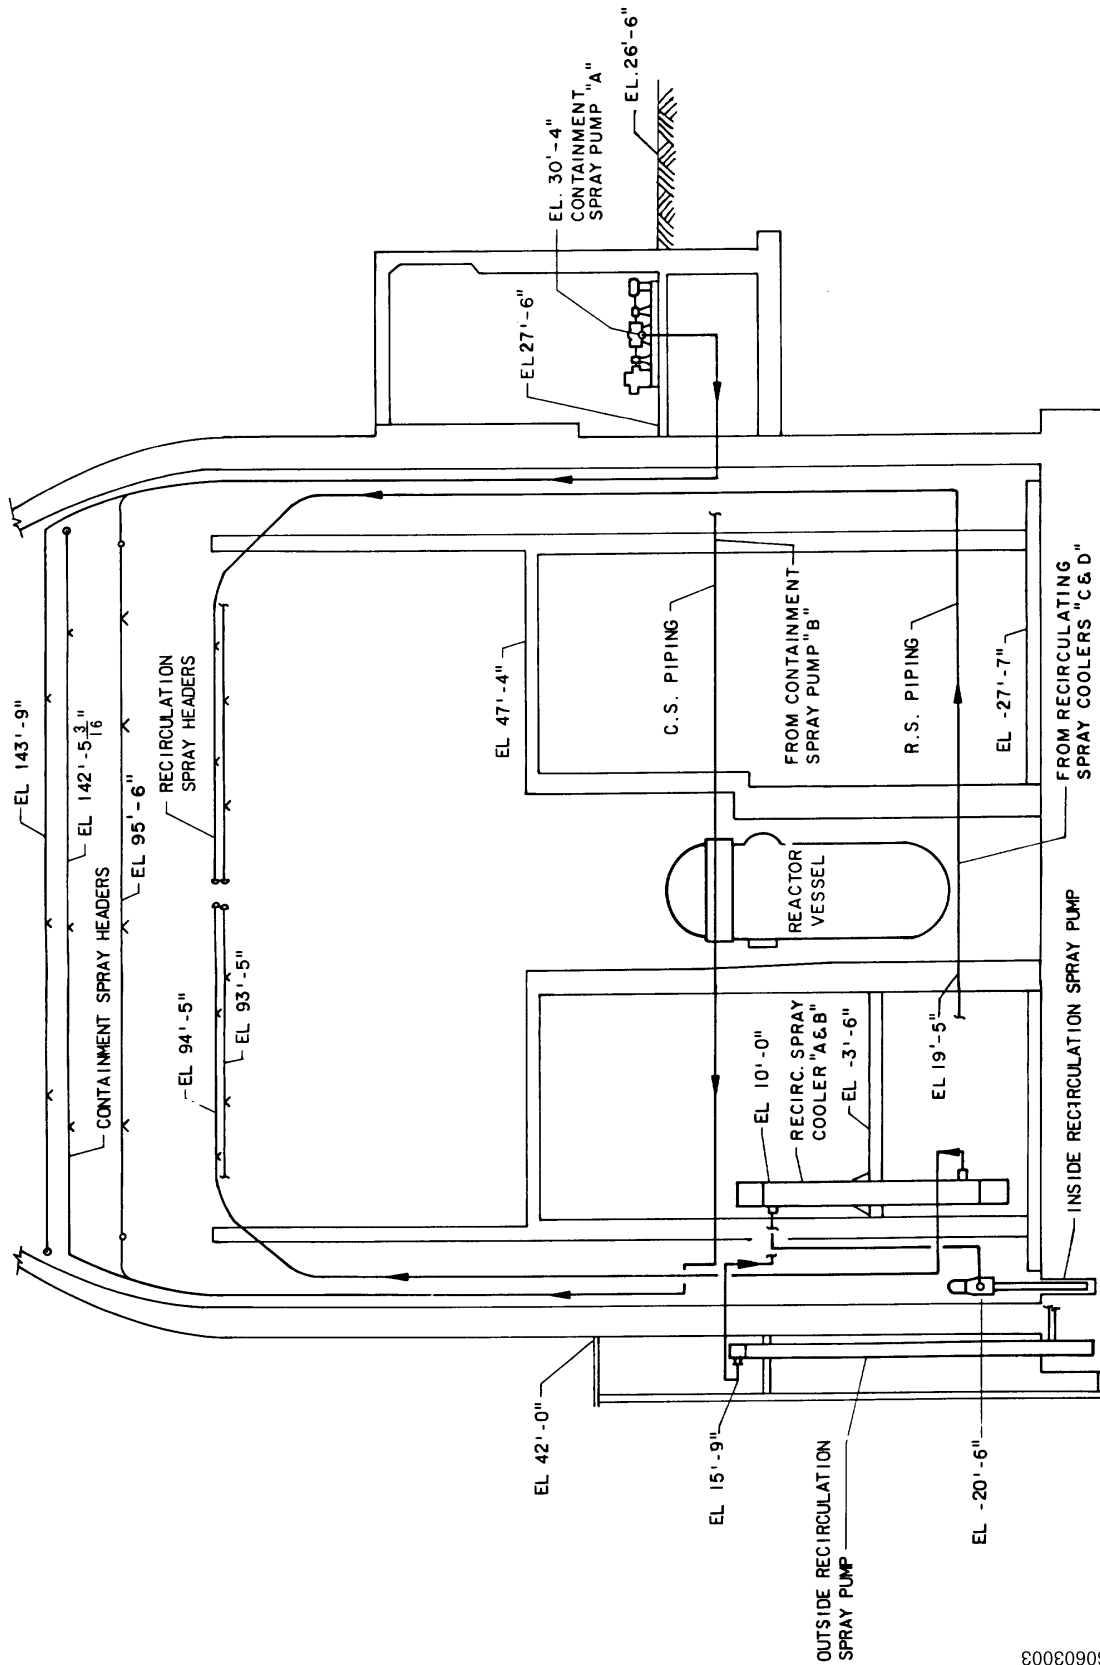 EL 143'-9"
EL 142'-5 3/16"
CONTAINMENT SPRAY HEADERS
EL 95'-6"
RECIRCULATION
SPRAY HEADERS
EL 94'-5"
EL 93'-5"
EL 47'-4"
EL 27'-6"
EL. 30'-4"
CONTAINMENT
SPRAY PUMP "A"
EL. 26'-6"
C.S. PIPING
FROM CONTAINMENT
SPRAY PUMP "B"
R.S. PIPING
EL -27'-7"
FROM RECIRCULATING
SPRAY COOLERS "C & D"
REACTOR
VESSEL
EL 10'-0"
RECIRC. SPRAY
COOLER "A & B"
EL -3'-6"
EL 19'-5"
INSIDE RECIRCULATION SPRAY PUMP
EL 42'-0"
EL 15'-9"
OUTSIDE RECIRCULATION
SPRAY PUMP
EL -20'-6"
0603003